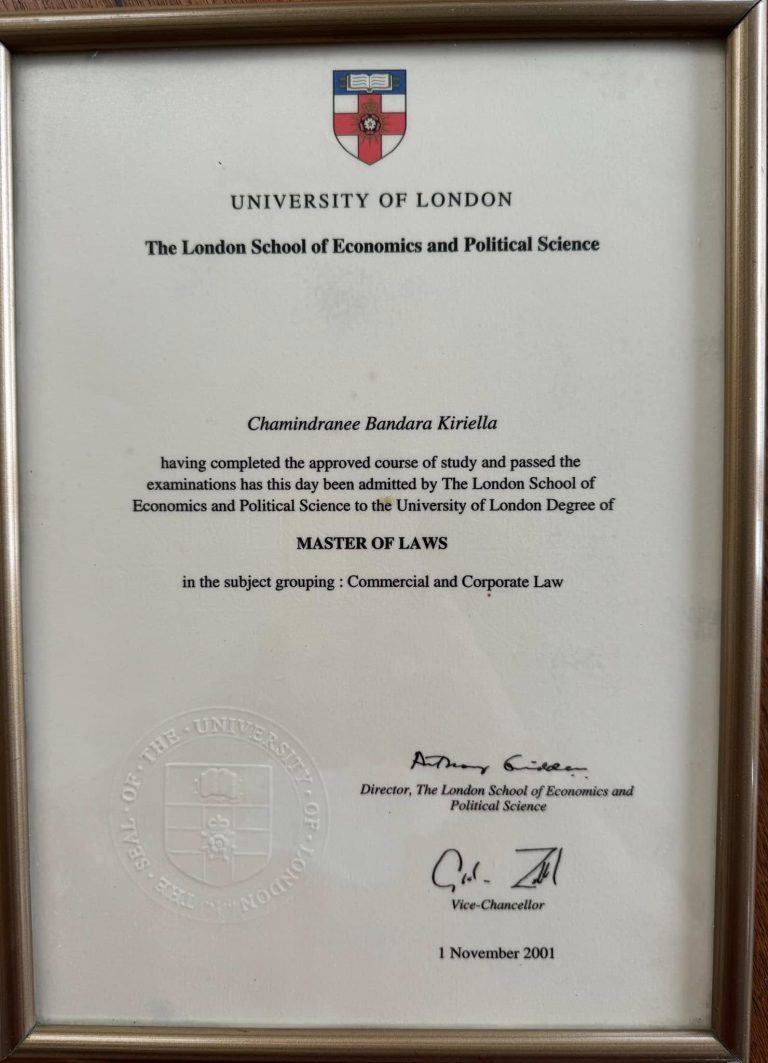 UNIVERSITY OF LONDON
The London School of Economics and Political Science
Chamindranee Bandara Kiriella
having completed the approved course of study and passed the
examinations has this day been admitted by The London School of
Economics and Political Science to the University of London Degree of
MASTER OF LAWS
in the subject grouping : Commercial and Corporate Law
THE · SEAL · OF · THE · UNIVERSITY · OF · LONDON
Anthony Giddens
Director, The London School of Economics and
Political Science
Vice-Chancellor
1 November 2001